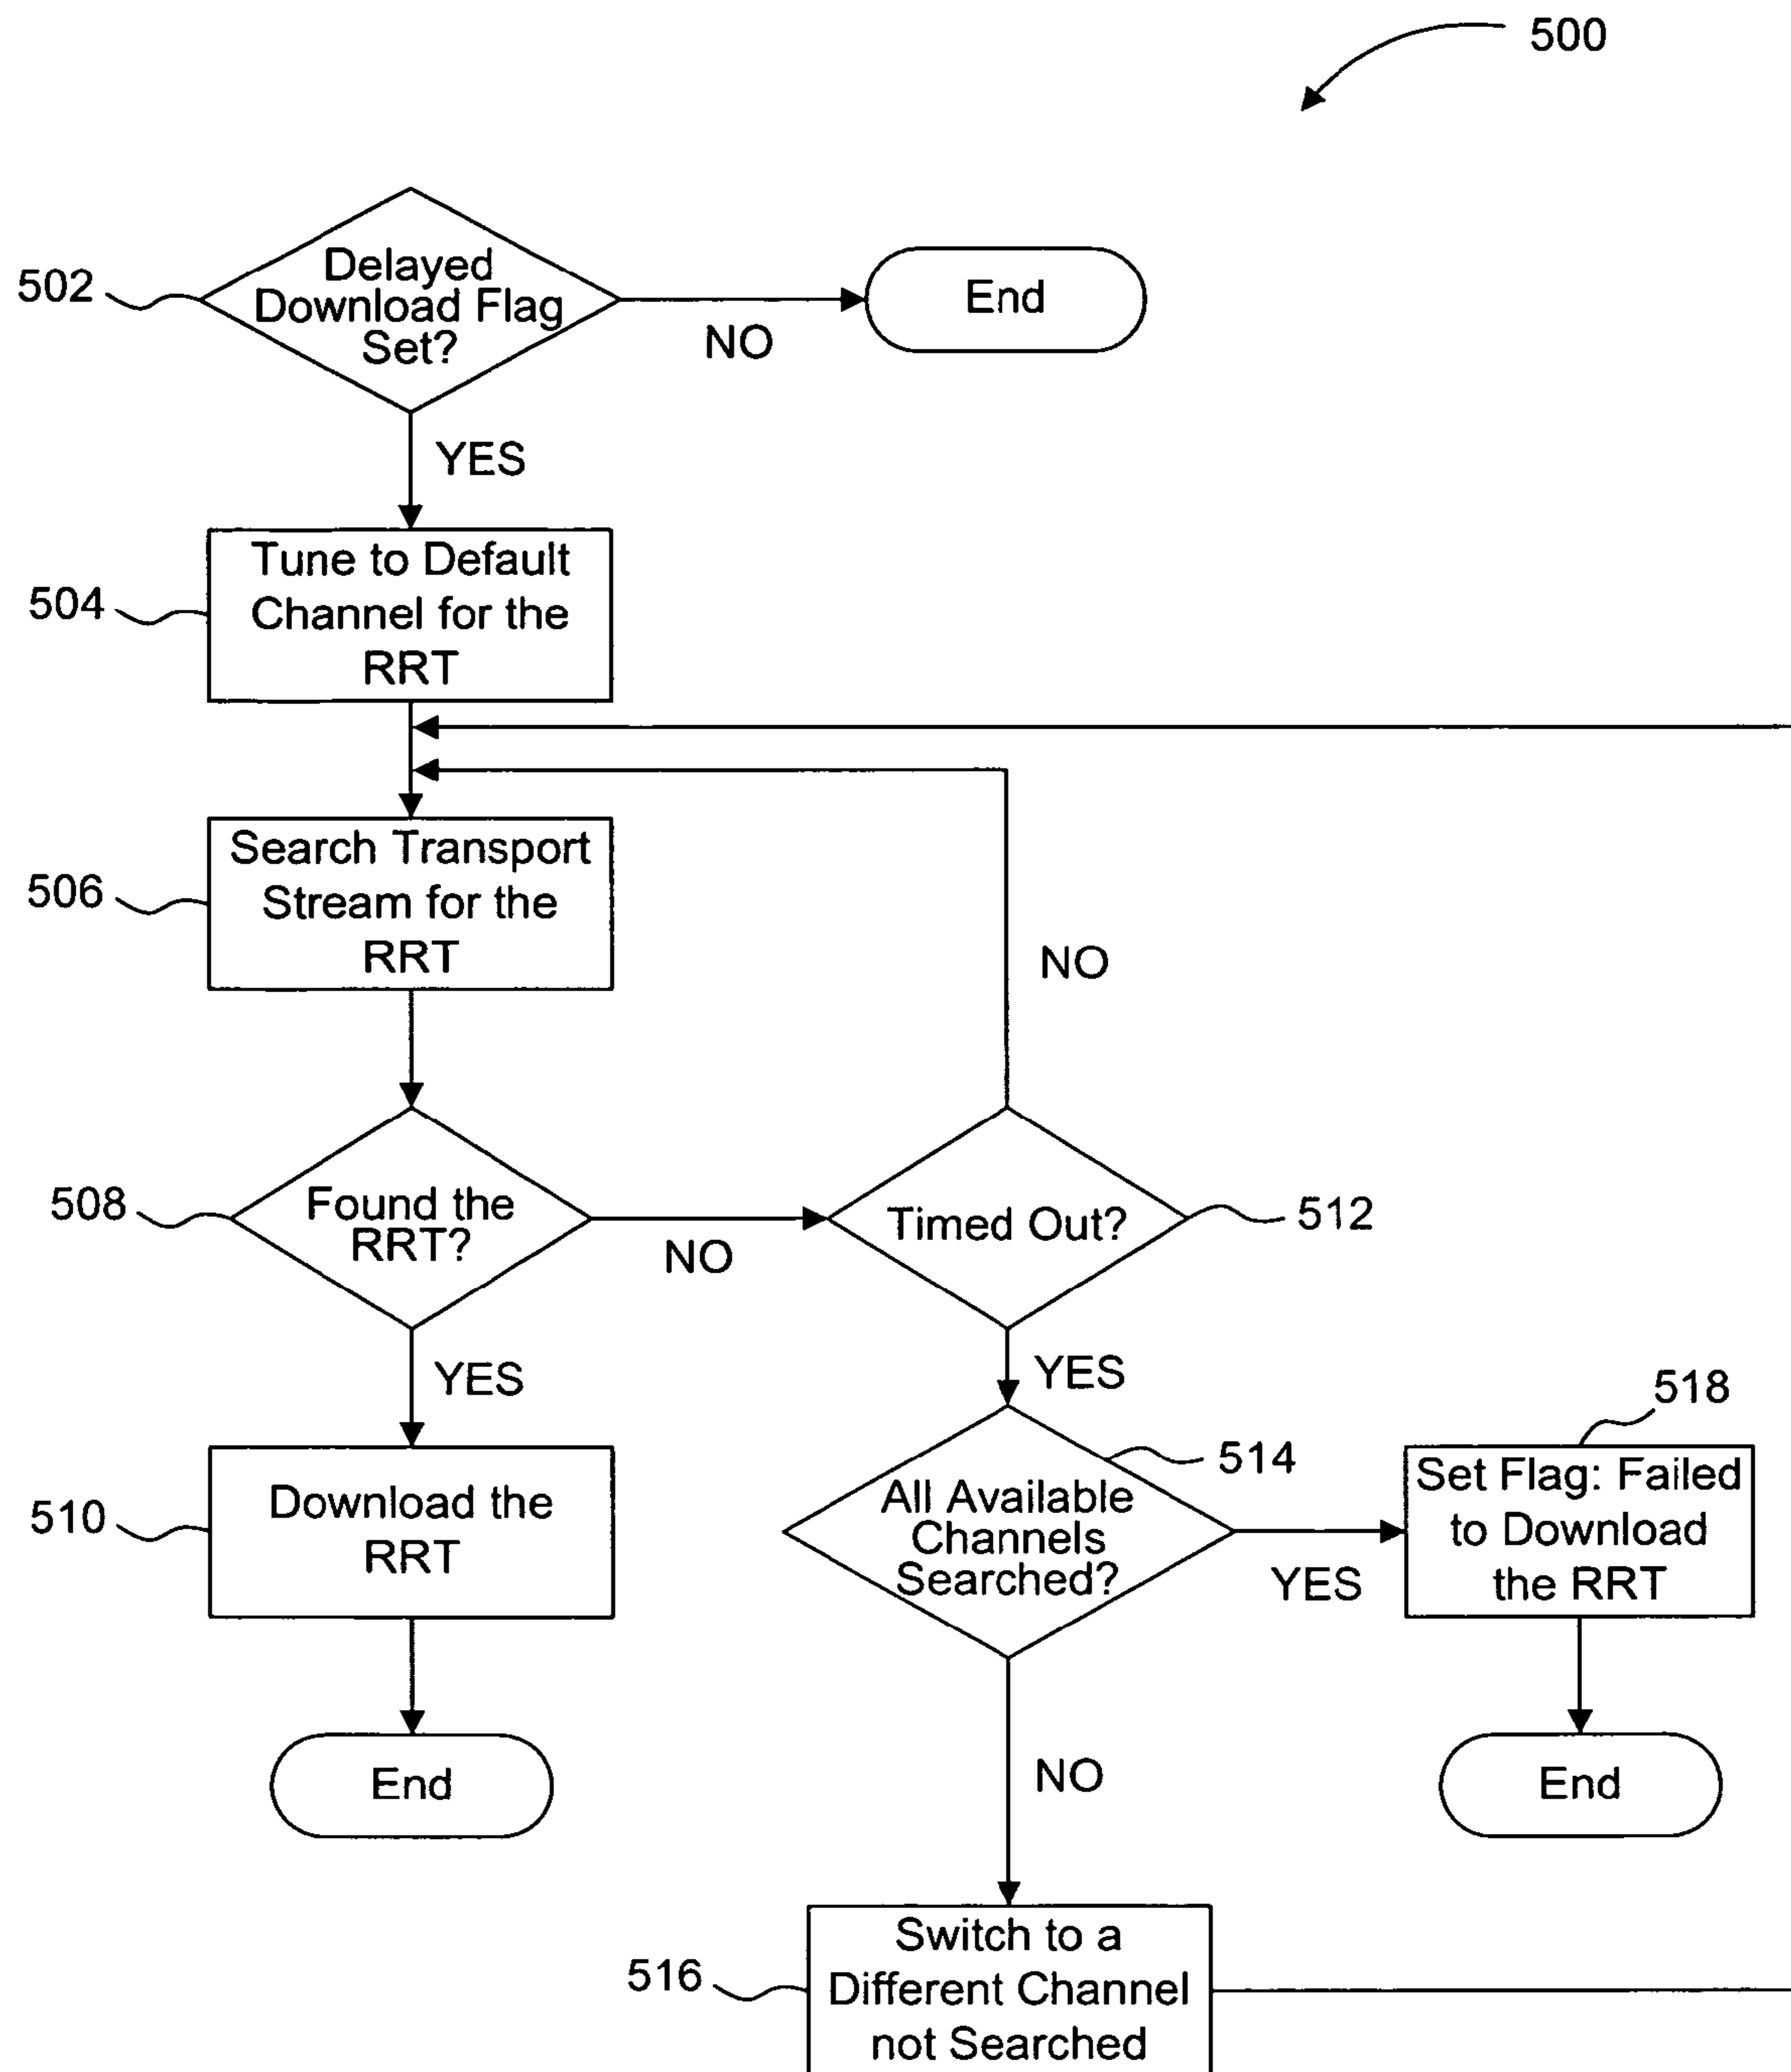 500
502
Delayed
Download Flag
Set?
NO
End
YES
504
Tune to Default
Channel for the
RRT
506
Search Transport
Stream for the
RRT
NO
508
Found the
RRT?
NO
Timed Out?
512
YES
YES
510
Download the
RRT
514
All Available
Channels
Searched?
YES
518
Set Flag: Failed
to Download
the RRT
End
NO
End
516
Switch to a
Different Channel
not Searched